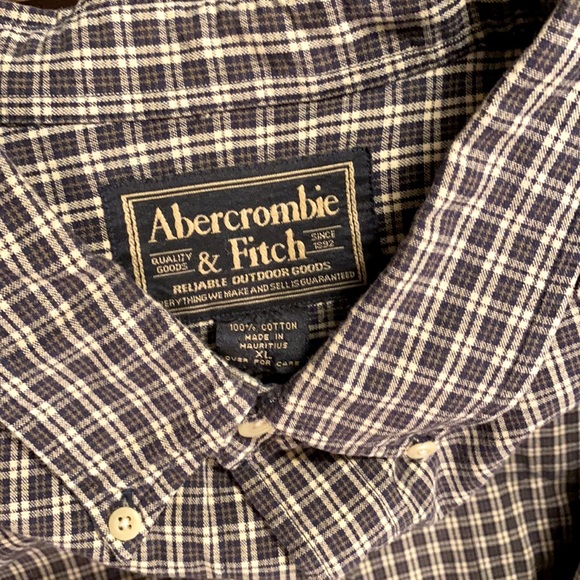 Abercrombie
& Fitch
QUALITY
GOODS
SINCE
1892
RELIABLE OUTDOOR GOODS
EVERYTHING WE MAKE AND SELL IS GUARANTEED
100% COTTON
MADE IN
MAURITIUS
XL
OVER FOR CARE